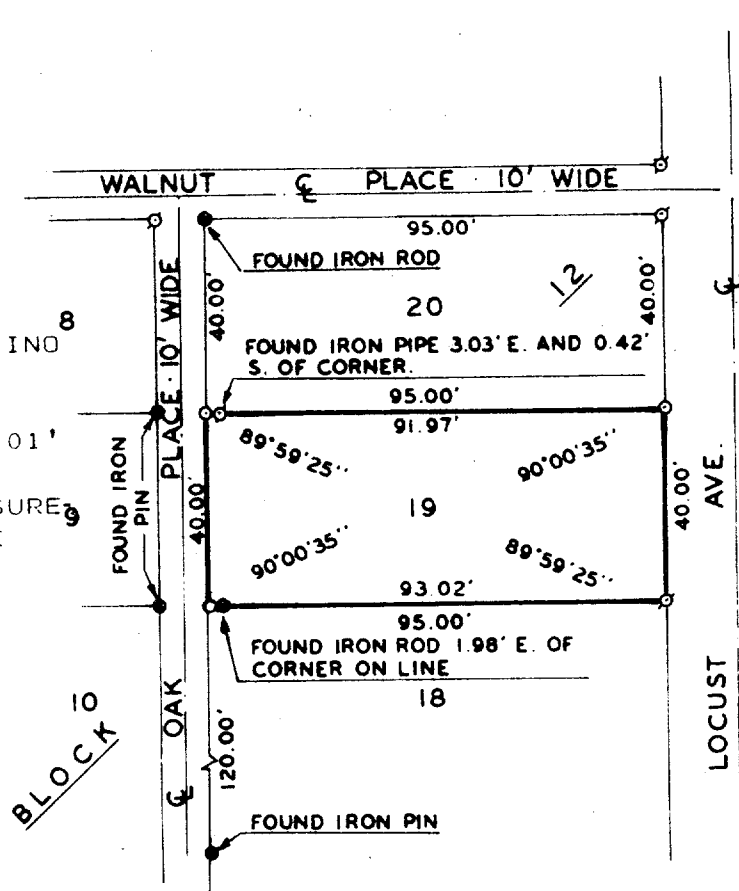 WALNUT ℄ PLACE · 10' WIDE
95.00'
FOUND IRON ROD
12
40.00'
20
40.00'
℄
8
INO
FOUND IRON PIPE 3.03' E. AND 0.42'
S. OF CORNER.
95.00'
91.97'
01'
89°59'25''
90°00'35''
SURE
9
FOUND IRON
PIN
40.00'
19
40.00'
90°00'35''
89°59'25''
93.02'
95.00'
FOUND IRON ROD 1.98' E. OF
CORNER ON LINE
10
18
BLOCK
℄ OAK PLACE · 10' WIDE
120.00'
LOCUST AVE.
FOUND IRON PIN